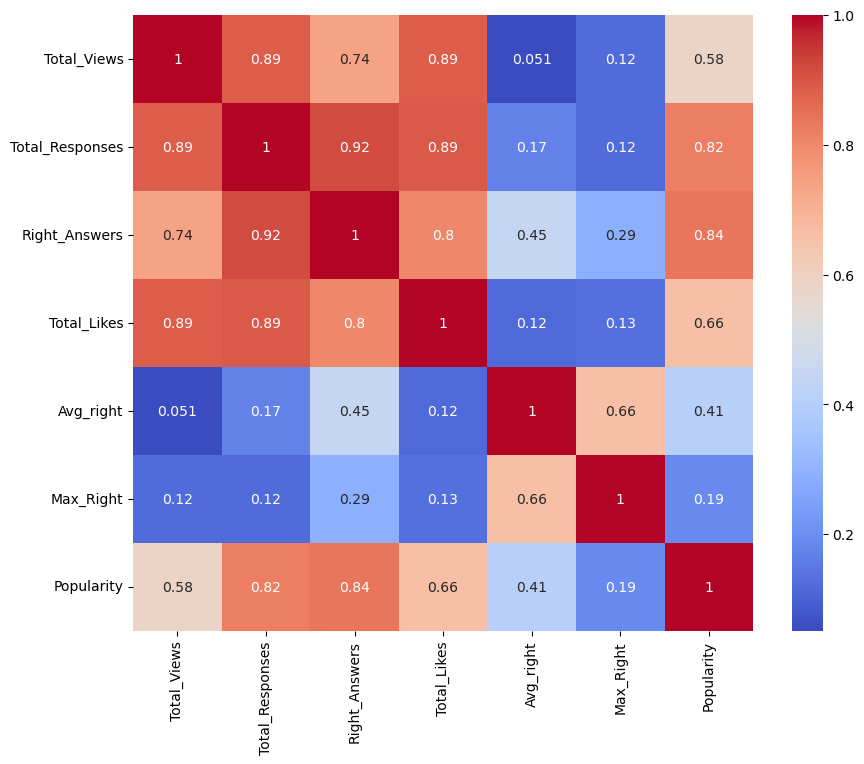 Total_Views 1 0.89 0.74 0.89 0.051 0.12 0.58
Total_Responses 0.89 1 0.92 0.89 0.17 0.12 0.82
Right_Answers 0.74 0.92 1 0.8 0.45 0.29 0.84
Total_Likes 0.89 0.89 0.8 1 0.12 0.13 0.66
Avg_right 0.051 0.17 0.45 0.12 1 0.66 0.41
Max_Right 0.12 0.12 0.29 0.13 0.66 1 0.19
Popularity 0.58 0.82 0.84 0.66 0.41 0.19 1
Total_Views
Total_Responses
Right_Answers
Total_Likes
Avg_right
Max_Right
Popularity
1.0
0.8
0.6
0.4
0.2